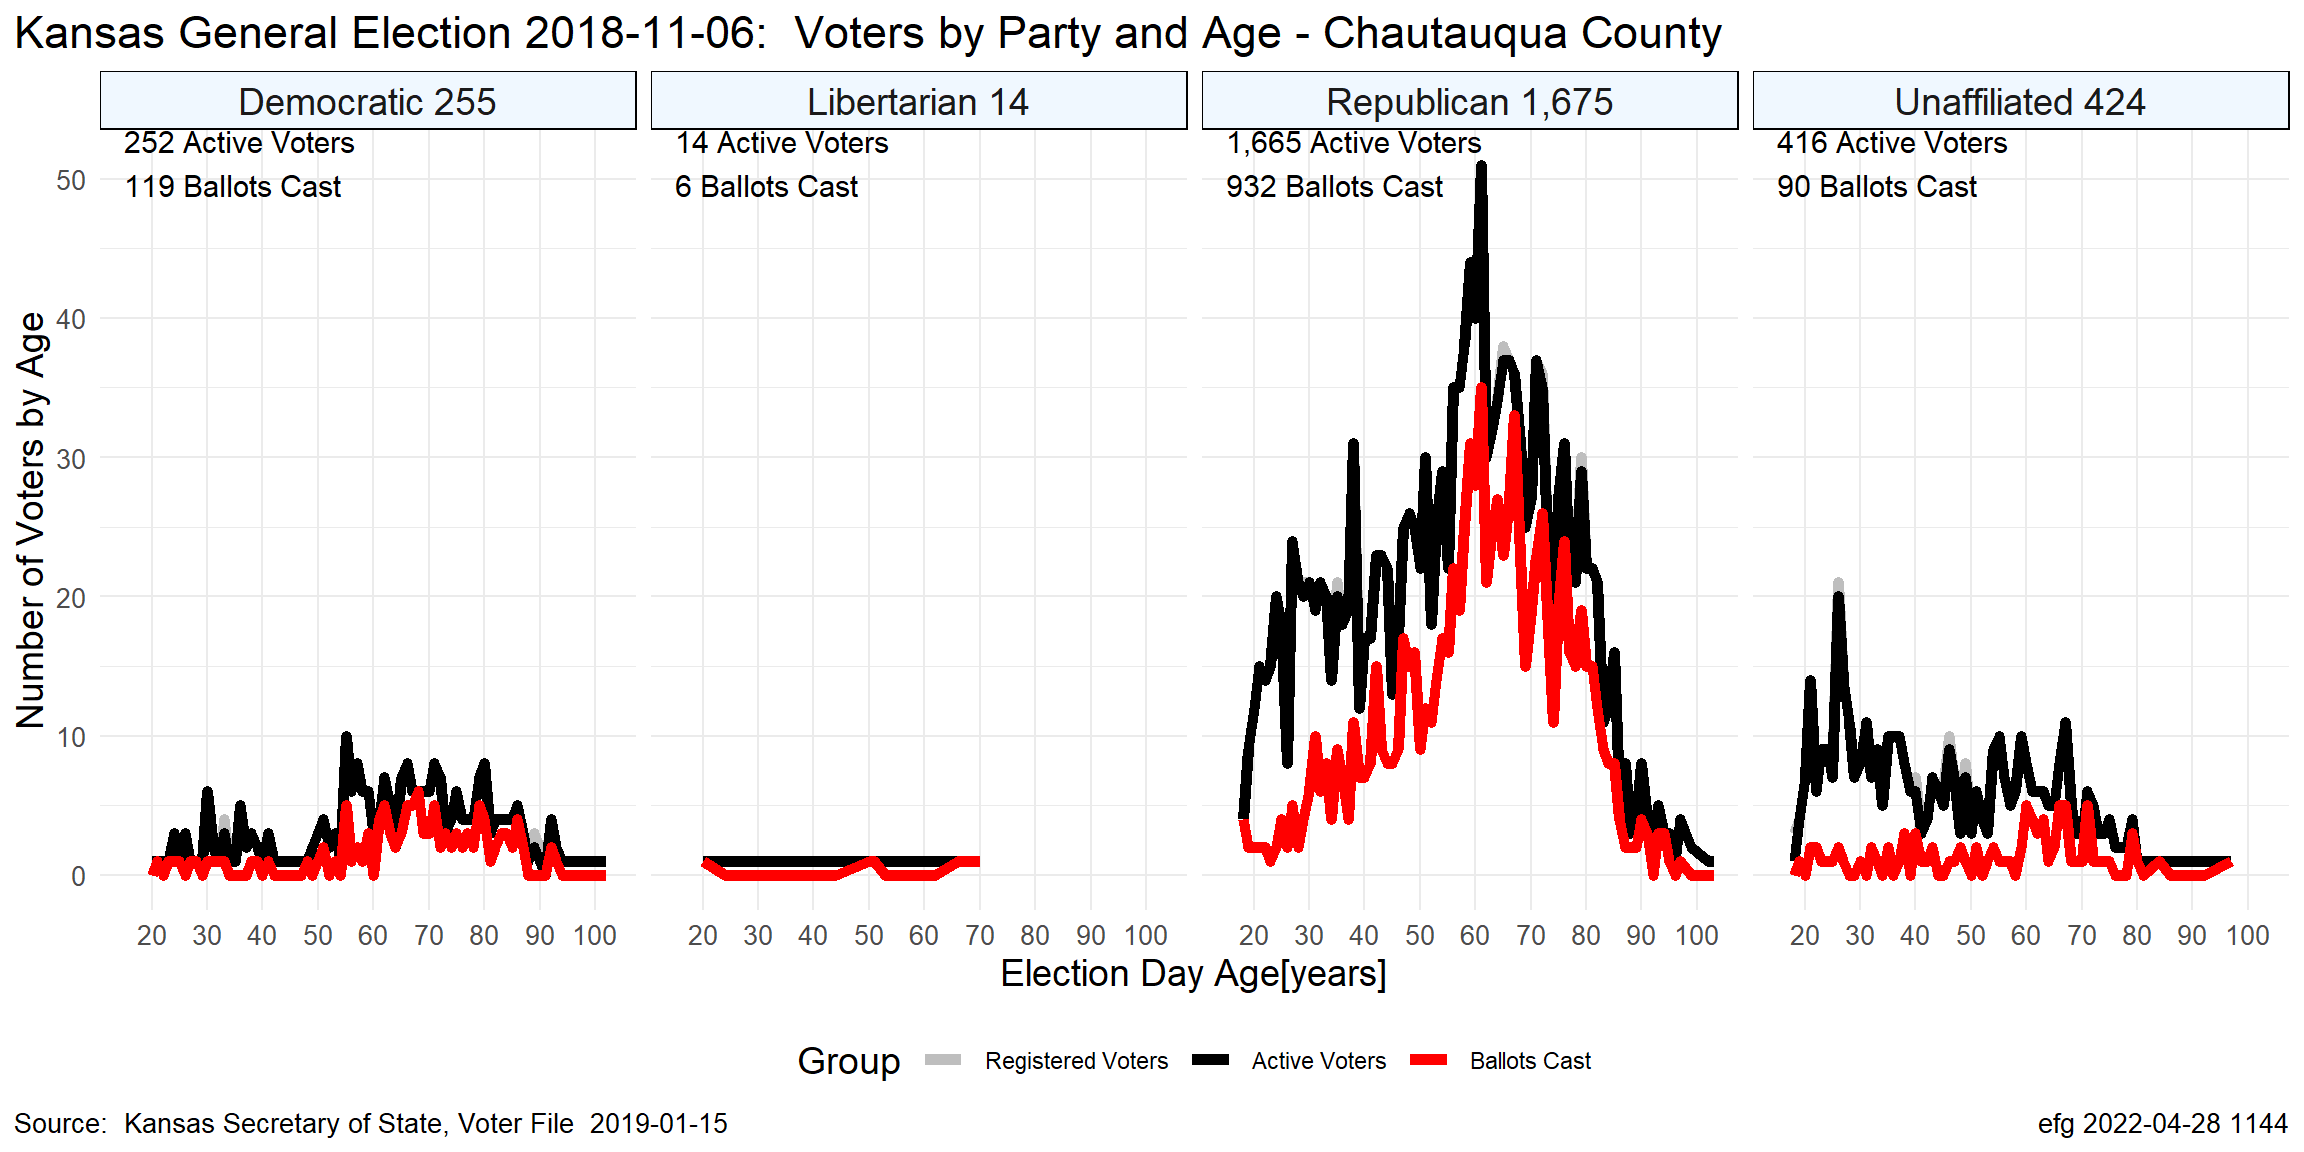 Kansas General Election 2018-11-06:  Voters by Party and Age - Chautauqua County
Democratic 255
Libertarian 14
Republican 1,675
Unaffiliated 424
252 Active Voters
119 Ballots Cast
14 Active Voters
6 Ballots Cast
1,665 Active Voters
932 Ballots Cast
416 Active Voters
90 Ballots Cast
Number of Voters by Age
50
40
30
20
10
0
20 30 40 50 60 70 80 90 100
20 30 40 50 60 70 80 90 100
20 30 40 50 60 70 80 90 100
20 30 40 50 60 70 80 90 100
Election Day Age[years]
Group Registered Voters Active Voters Ballots Cast
Source:  Kansas Secretary of State, Voter File  2019-01-15
efg 2022-04-28 1144